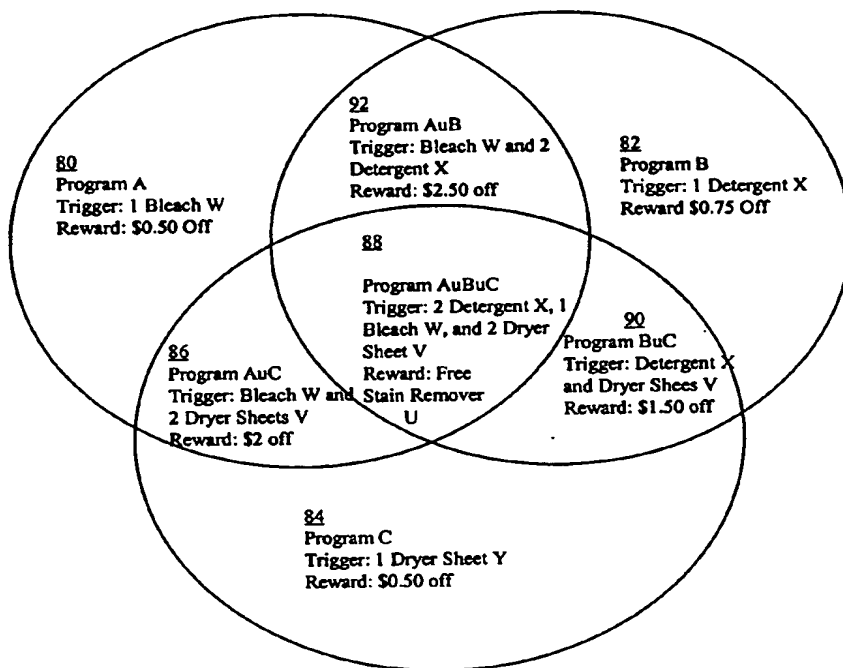 92
Program AuB
Trigger: Bleach W and 2
Detergent X
Reward: $2.50 off
80
Program A
Trigger: 1 Bleach W
Reward: $0.50 Off
82
Program B
Trigger: 1 Detergent X
Reward $0.75 Off
88
Program AuBuC
Trigger: 2 Detergent X, 1
Bleach W, and 2 Dryer
Sheet V
Reward: Free
Stain Remover
U
86
Program AuC
Trigger: Bleach W and
2 Dryer Sheets V
Reward: $2 off
90
Program BuC
Trigger: Detergent X
and Dryer Shees V
Reward: $1.50 off
84
Program C
Trigger: 1 Dryer Sheet Y
Reward: $0.50 off